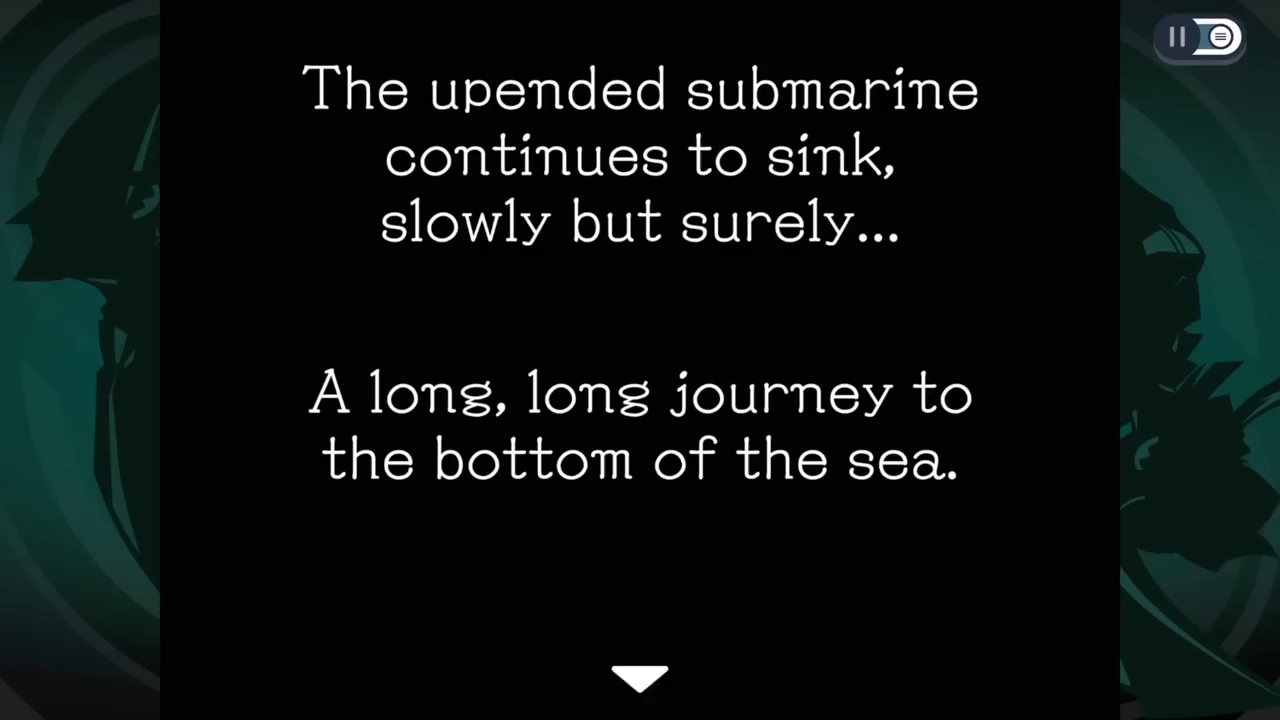 The upended submarine
continues to sink,
slowly but surely...
A long, long journey to
the bottom of the sea.